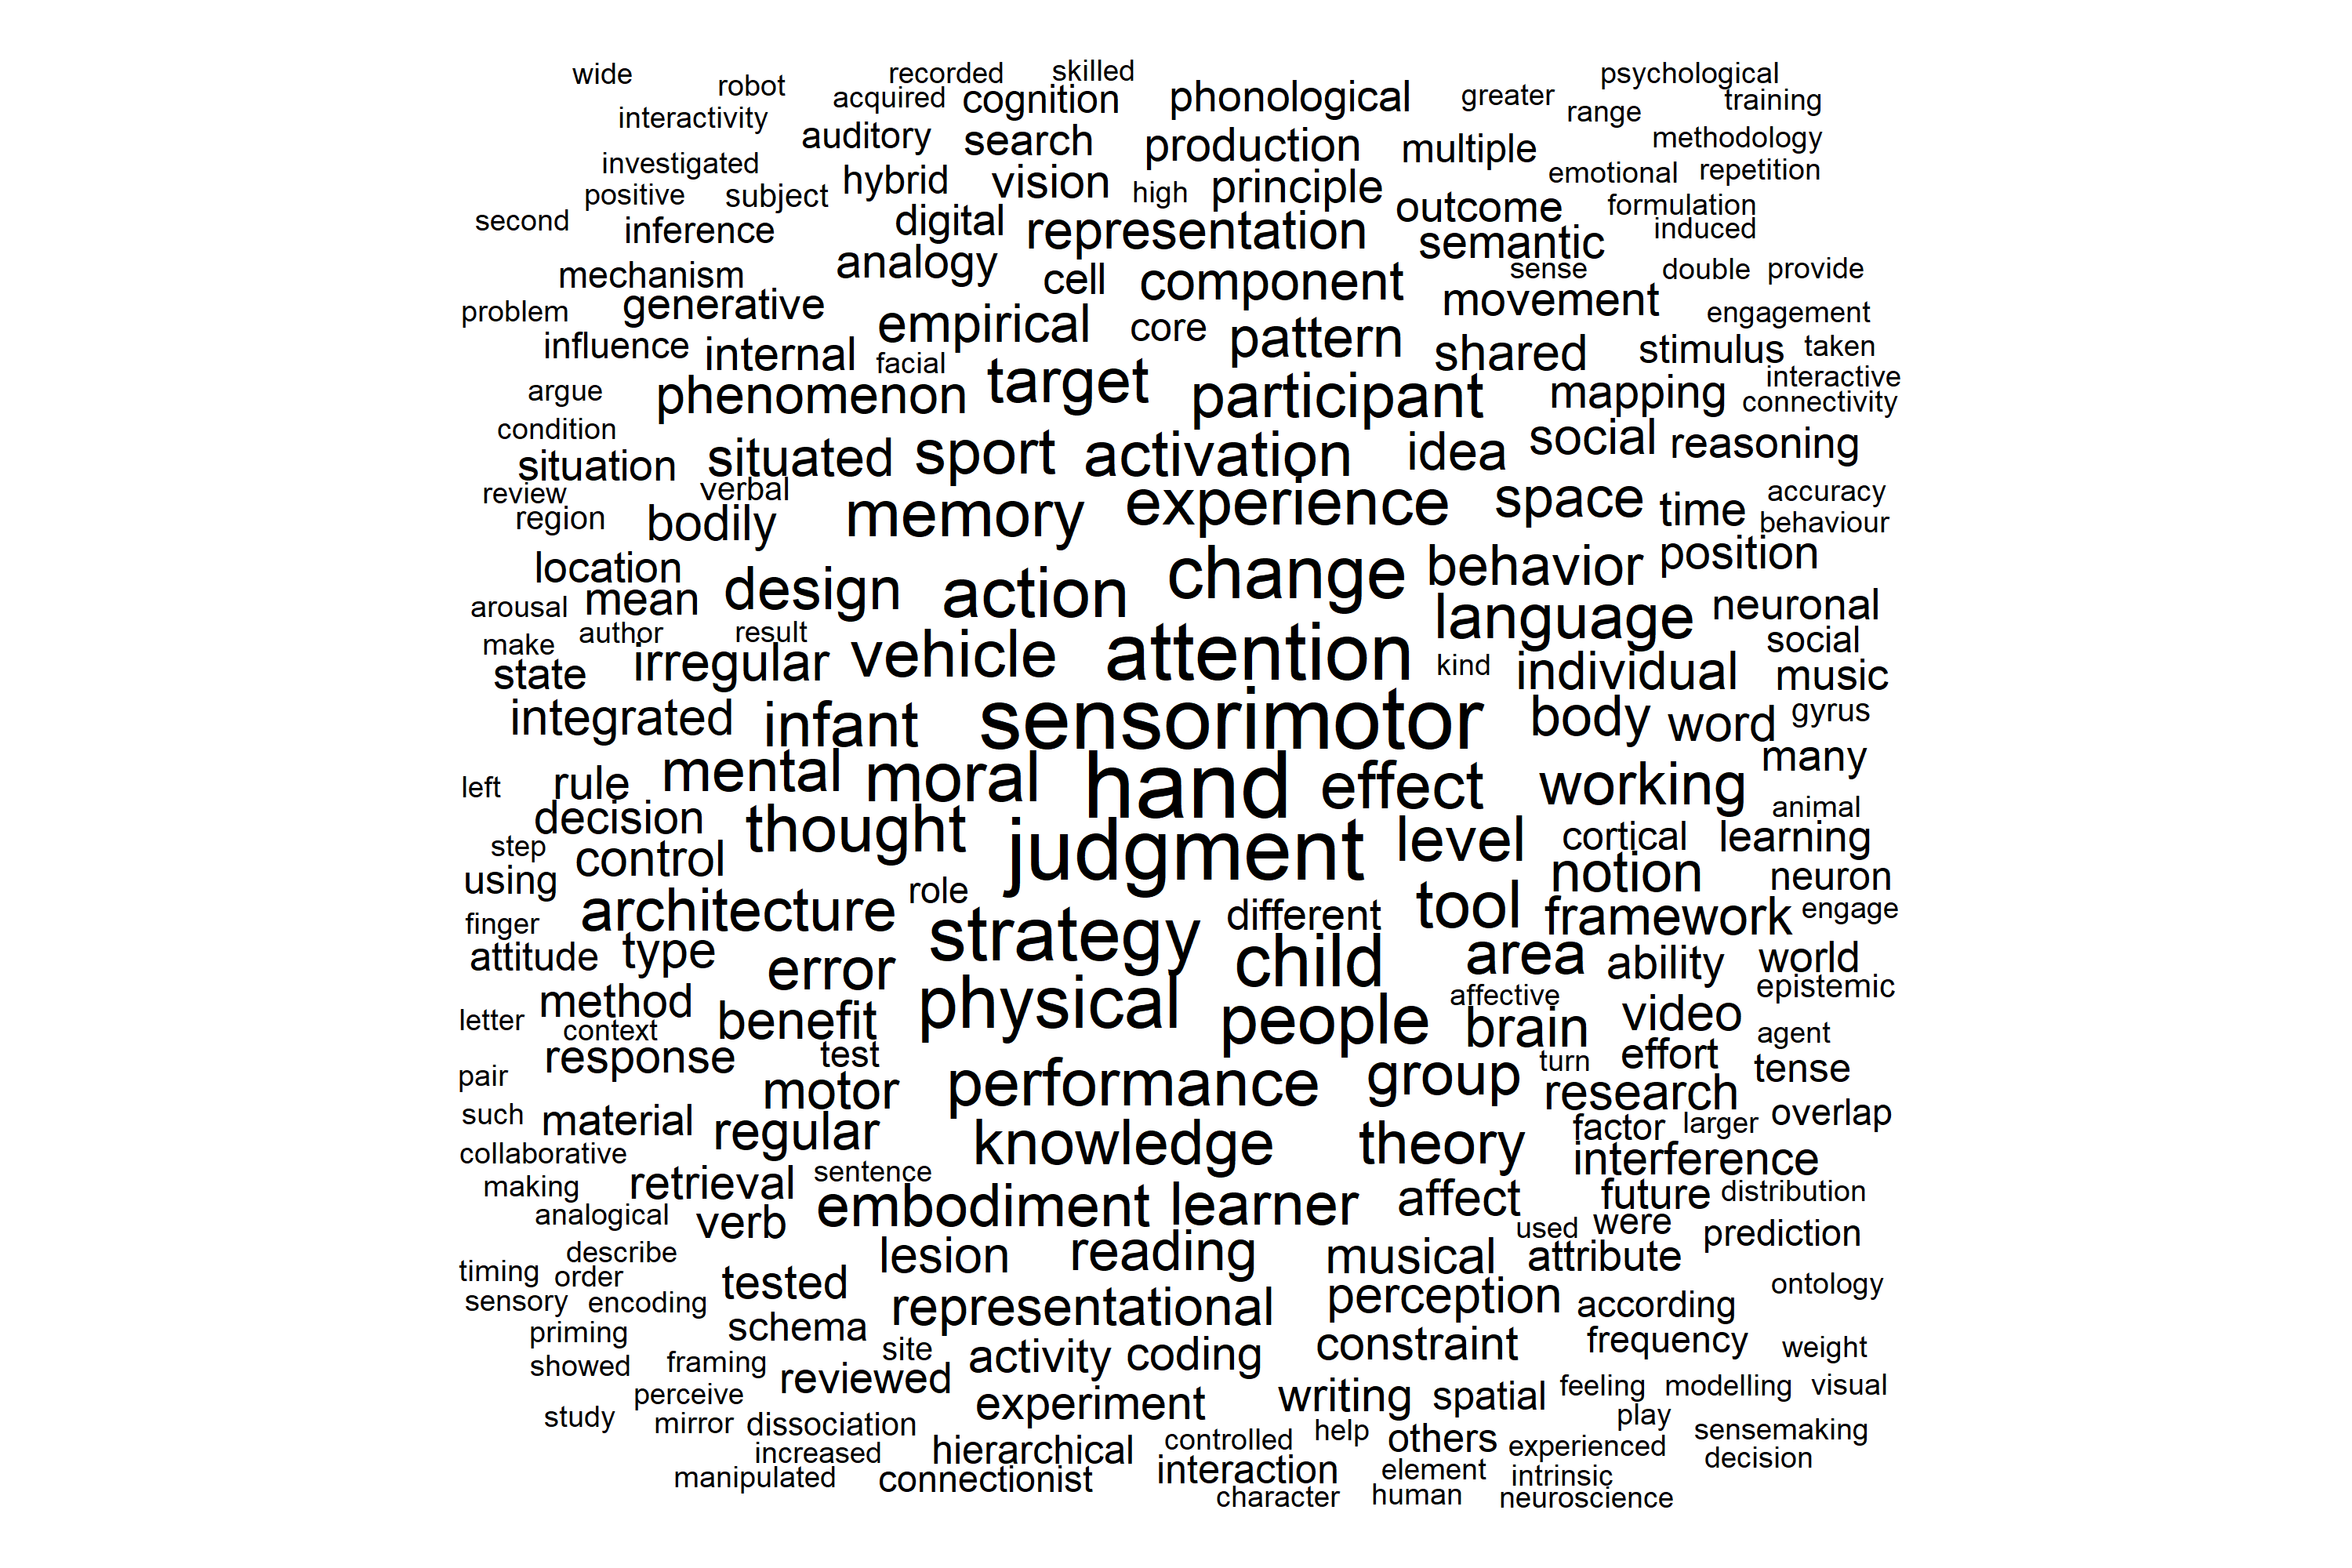 wide robot recorded skilled psychological
interactivity acquired cognition phonological greater range training
auditory search production multiple methodology
investigated hybrid vision high principle emotional repetition
positive subject digital representation outcome formulation
second inference semantic induced
mechanism analogy cell component sense double provide
problem generative empirical core pattern movement engagement
influence internal facial shared stimulus taken
argue phenomenon target participant mapping interactive connectivity
condition situated sport activation idea social reasoning
situation verbal
review region bodily memory experience space time accuracy behaviour
location design action change behavior position
arousal mean language neuronal
make author result irregular vehicle attention kind individual social
state music
integrated infant sensorimotor body word gyrus
left rule mental moral hand effect working many
decision thought judgment level cortical animal learning
step control notion
using architecture role strategy different tool framework neuron engage
finger
attitude type error child area ability world
letter method benefit physical people affective brain video epistemic
context agent
response test motor performance group turn effort tense
pair research
such material regular knowledge theory factor larger overlap
collaborative retrieval sentence interference
making embodiment learner affect future distribution
analogical verb used were prediction
describe lesion reading musical attribute
timing order tested perception ontology
sensory encoding representational according
priming schema site activity coding constraint frequency weight
showed framing reviewed
perceive experiment writing spatial feeling modelling visual
study mirror dissociation play
increased hierarchical controlled help others experienced sensemaking
manipulated connectionist interaction element intrinsic decision
character human neuroscience